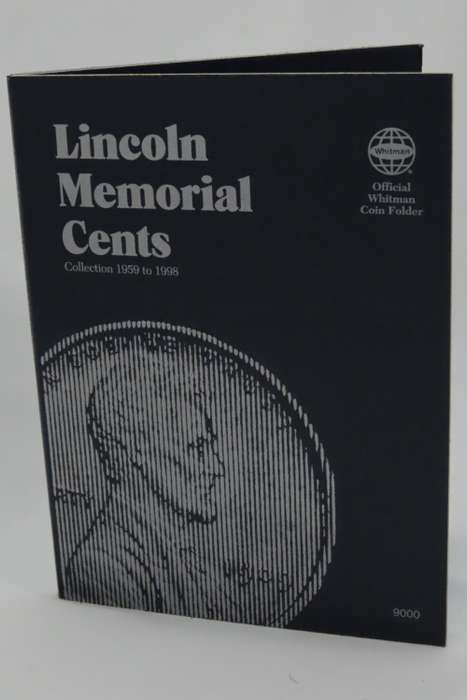 Lincoln
Memorial
Cents
Collection 1959 to 1998
Whitman
®
Official
Whitman
Coin Folder
9000